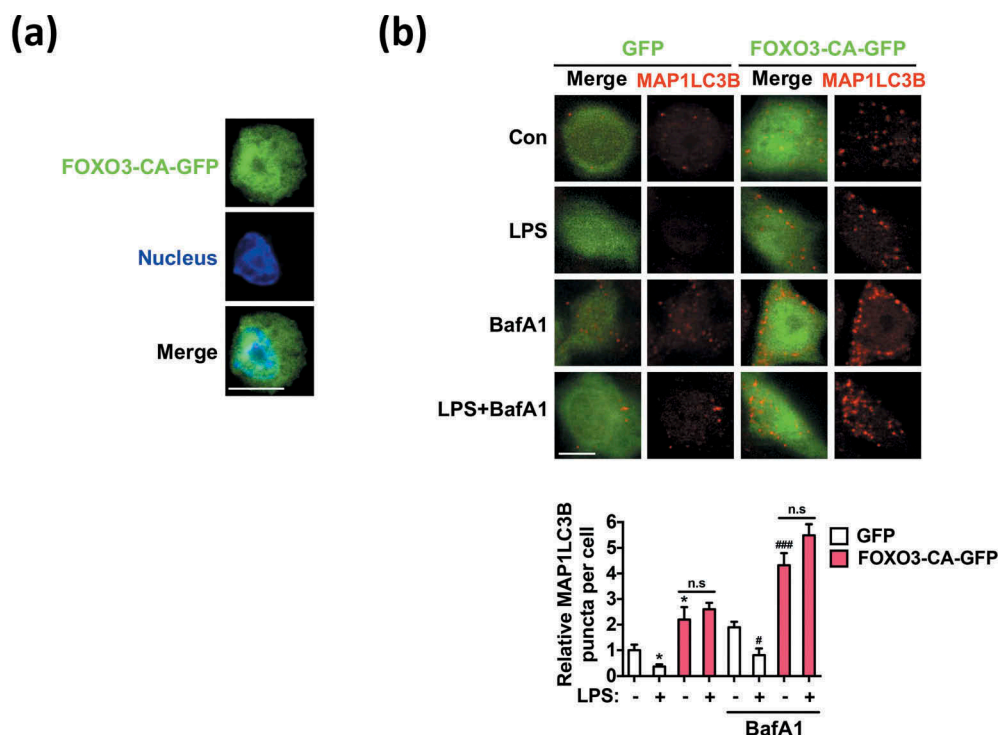 (a)
FOXO3-CA-GFP
Nucleus
Merge
(b)
GFP FOXO3-CA-GFP
Merge MAP1LC3B Merge MAP1LC3B
Con
LPS
BafA1
LPS+BafA1
Relative MAP1LC3B
puncta per cell
6
5
4
3
2
1
0
* * n.s # ### n.s
GFP
FOXO3-CA-GFP
LPS: - + - + - + - +
BafA1